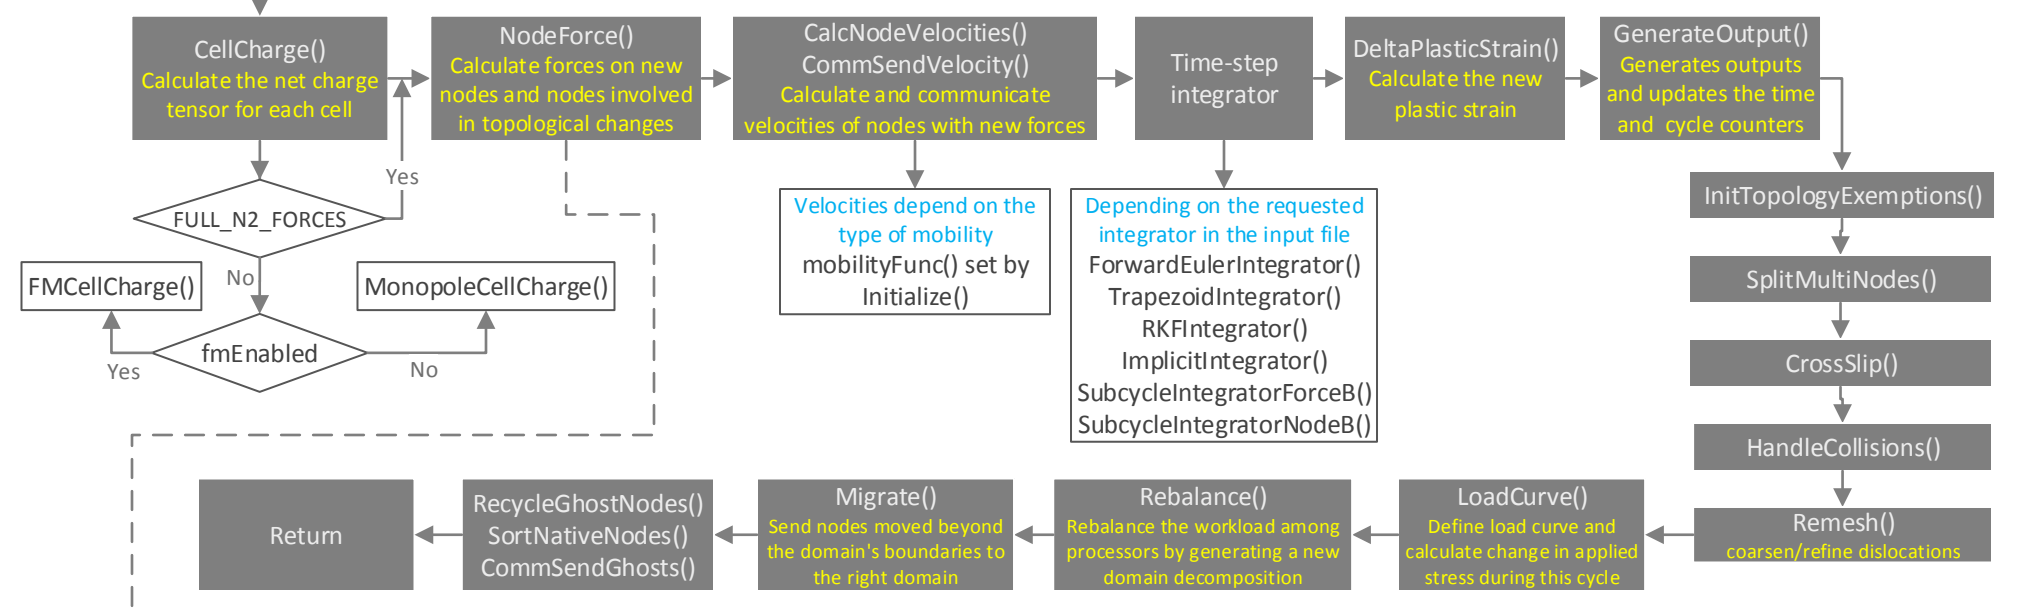 CellCharge()
Calculate the net charge
tensor for each cell
NodeForce()
Calculate forces on new
nodes and nodes involved
in topological changes
CalcNodeVelocities()
CommSendVelocity()
Calculate and communicate
velocities of nodes with new forces
Time-step
integrator
DeltaPlasticStrain()
Calculate the new
plastic strain
GenerateOutput()
Generates outputs
and updates the time
and cycle counters
Yes
FULL_N2_FORCES
No
FMCellCharge()
MonopoleCellCharge()
fmEnabled
Yes
No
Velocities depend on the
type of mobility
mobilityFunc() set by
Initialize()
Depending on the requested
integrator in the input file
ForwardEulerIntegrator()
TrapezoidIntegrator()
RKFIntegrator()
ImplicitIntegrator()
SubcycleIntegratorForceB()
SubcycleIntegratorNodeB()
InitTopologyExemptions()
SplitMultiNodes()
CrossSlip()
HandleCollisions()
Remesh()
coarsen/refine dislocations
LoadCurve()
Define load curve and
calculate change in applied
stress during this cycle
Rebalance()
Rebalance the workload among
processors by generating a new
domain decomposition
Migrate()
Send nodes moved beyond
the domain's boundaries to
the right domain
RecycleGhostNodes()
SortNativeNodes()
CommSendGhosts()
Return